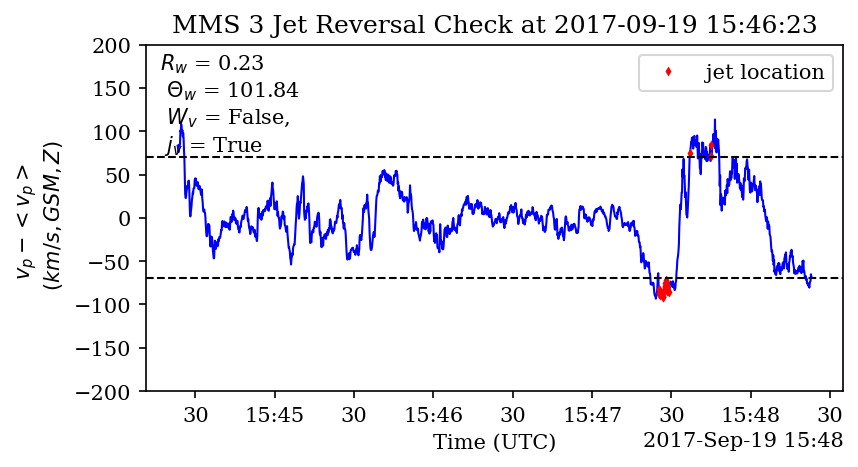 MMS 3 Jet Reversal Check at 2017-09-19 15:46:23
R_w = 0.23
Θ_w = 101.84
W_v = False,
j_v = True
jet location
200
150
100
50
0
−50
−100
−150
−200
v_p − < v_p >
(km/s, GSM, Z)
30 15:45 30 15:46 30 15:47 30 15:48 30
Time (UTC)
2017-Sep-19 15:48